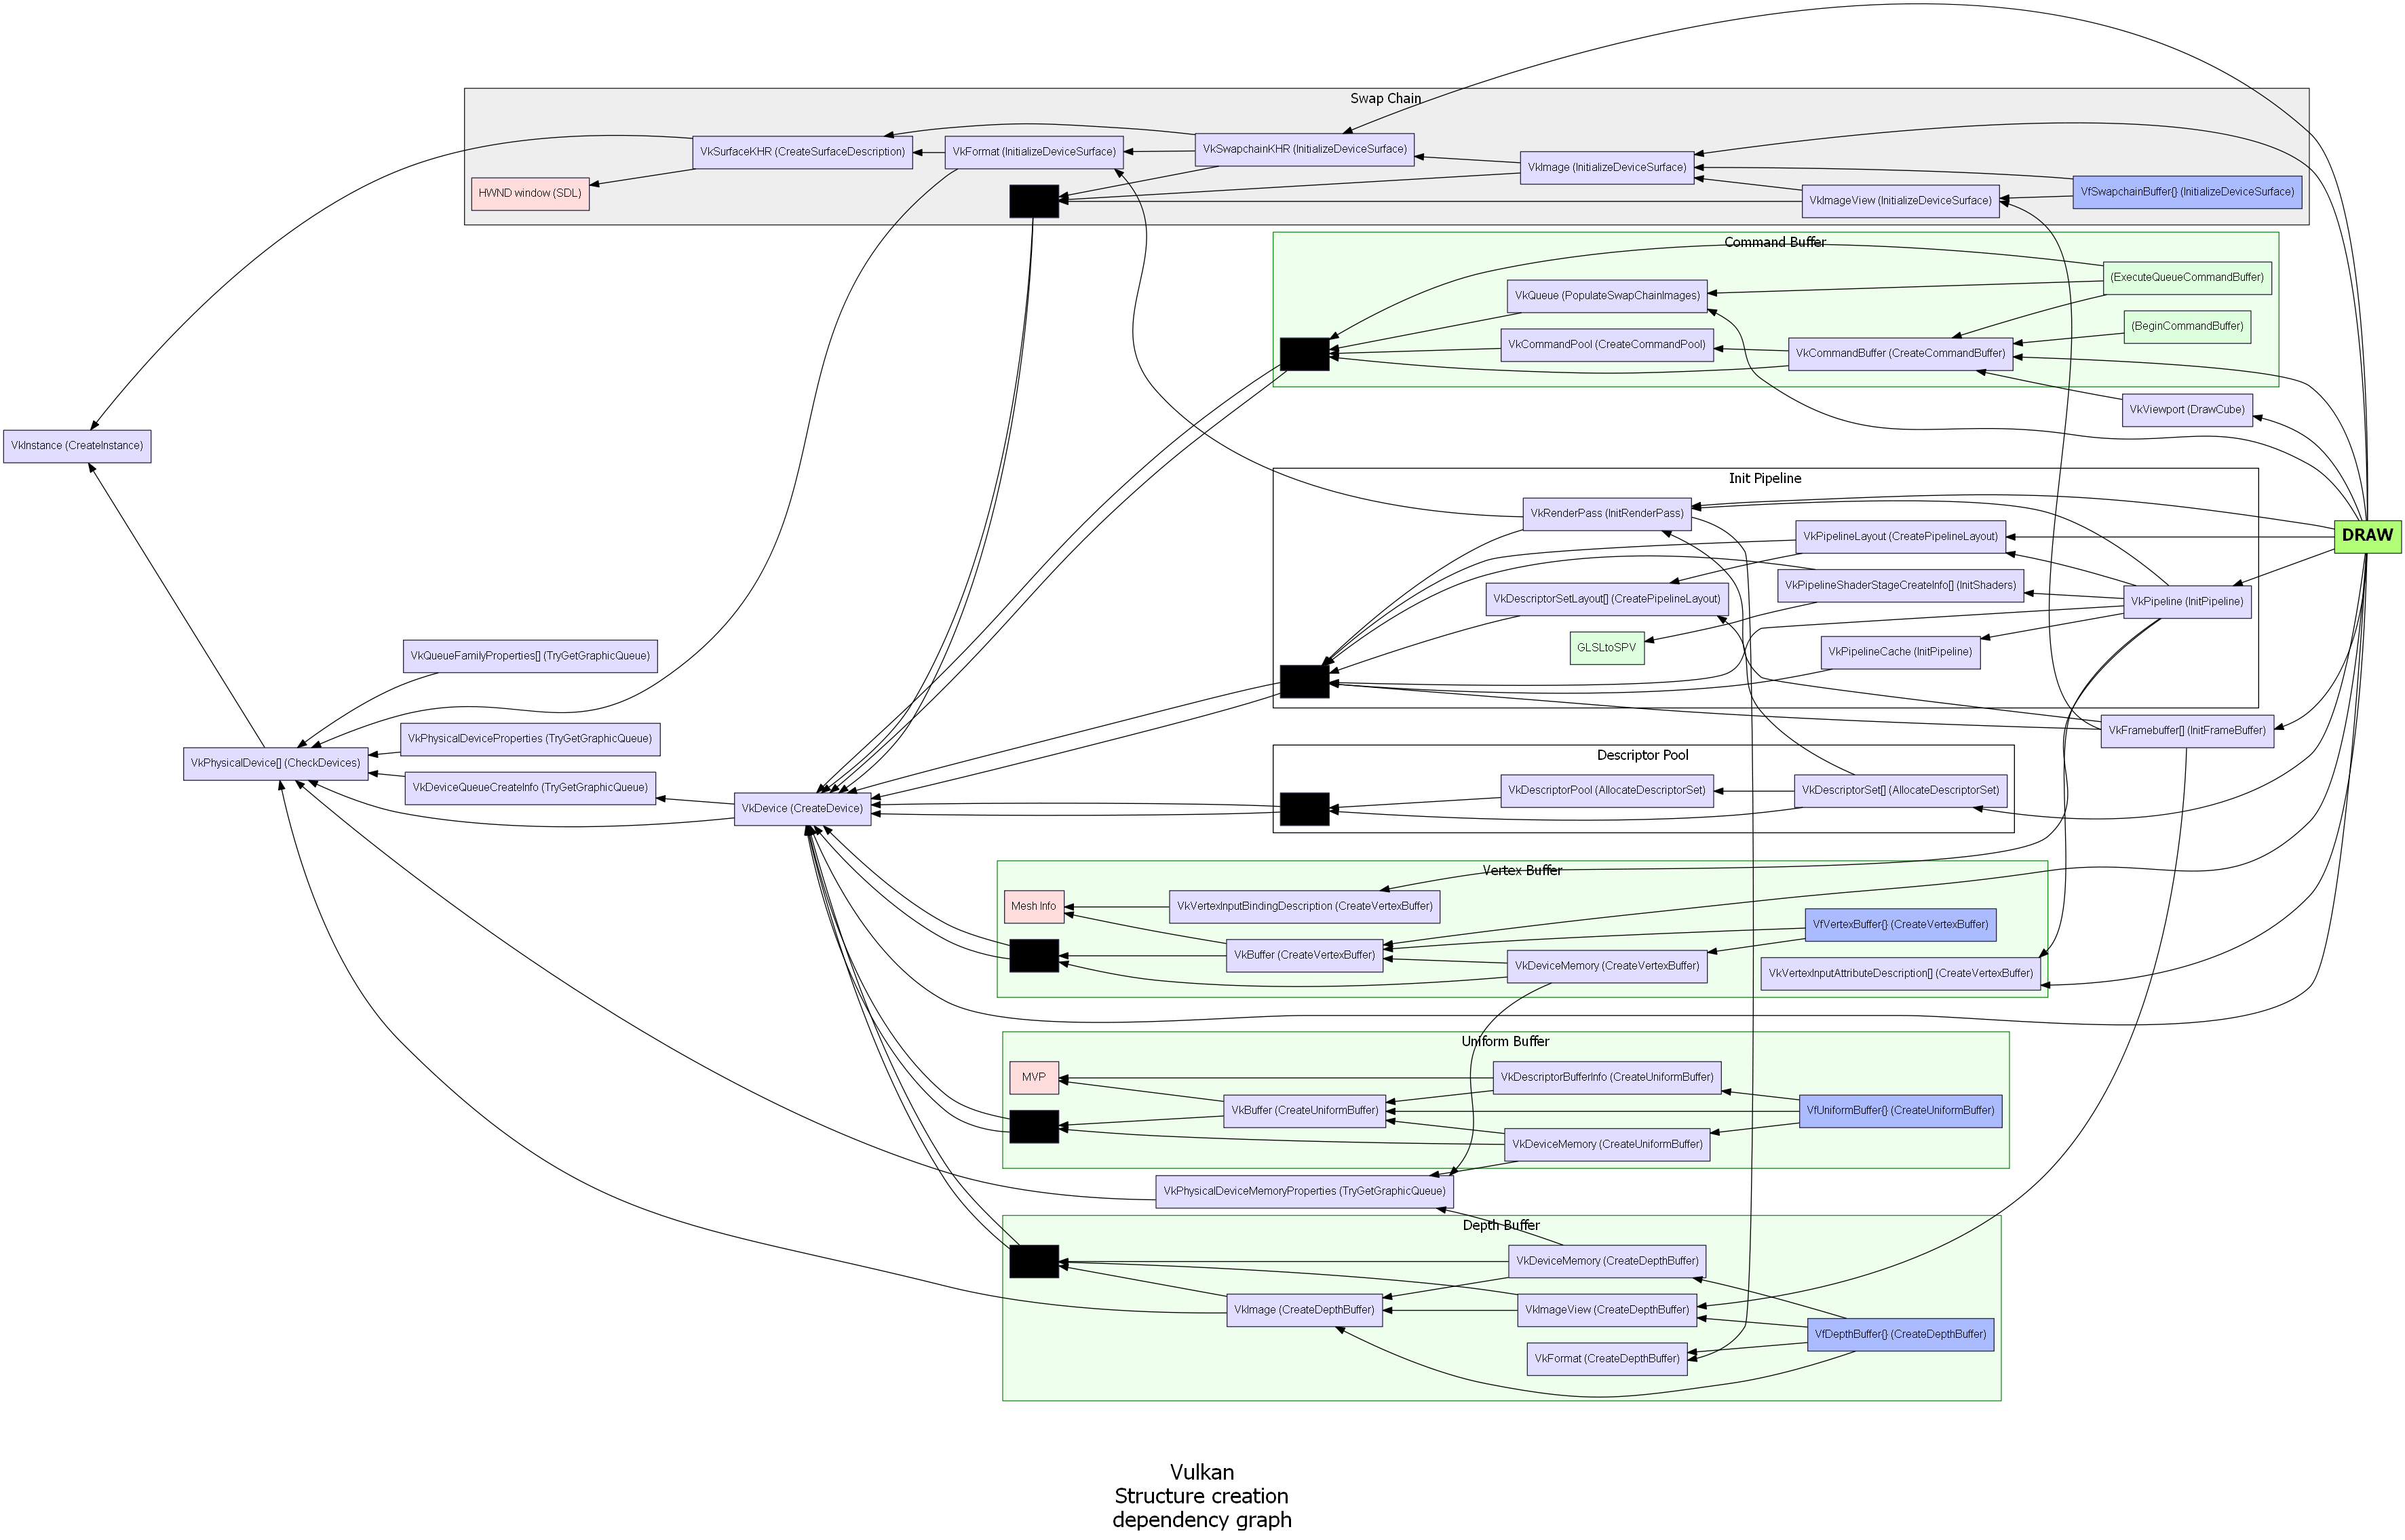 Swap Chain
VkSurfaceKHR (CreateSurfaceDescription)
VkFormat (InitializeDeviceSurface)
VkSwapchainKHR (InitializeDeviceSurface)
VkImage (InitializeDeviceSurface)
HWND window (SDL)
VkImageView (InitializeDeviceSurface)
VfSwapchainBuffer{} (InitializeDeviceSurface)
Command Buffer
(ExecuteQueueCommandBuffer)
VkQueue (PopulateSwapChainImages)
(BeginCommandBuffer)
VkCommandPool (CreateCommandPool)
VkCommandBuffer (CreateCommandBuffer)
VkViewport (DrawCube)
VkInstance (CreateInstance)
Init Pipeline
VkRenderPass (InitRenderPass)
VkPipelineLayout (CreatePipelineLayout)
DRAW
VkPipelineShaderStageCreateInfo[] (InitShaders)
VkDescriptorSetLayout[] (CreatePipelineLayout)
VkPipeline (InitPipeline)
GLSLtoSPV
VkPipelineCache (InitPipeline)
VkQueueFamilyProperties[] (TryGetGraphicQueue)
VkPhysicalDeviceProperties (TryGetGraphicQueue)
VkFramebuffer[] (InitFrameBuffer)
VkPhysicalDevice[] (CheckDevices)
VkDeviceQueueCreateInfo (TryGetGraphicQueue)
VkDevice (CreateDevice)
Descriptor Pool
VkDescriptorPool (AllocateDescriptorSet)
VkDescriptorSet[] (AllocateDescriptorSet)
Vertex Buffer
Mesh Info
VkVertexInputBindingDescription (CreateVertexBuffer)
VfVertexBuffer{} (CreateVertexBuffer)
VkBuffer (CreateVertexBuffer)
VkDeviceMemory (CreateVertexBuffer)
VkVertexInputAttributeDescription[] (CreateVertexBuffer)
Uniform Buffer
MVP
VkDescriptorBufferInfo (CreateUniformBuffer)
VkBuffer (CreateUniformBuffer)
VfUniformBuffer{} (CreateUniformBuffer)
VkDeviceMemory (CreateUniformBuffer)
VkPhysicalDeviceMemoryProperties (TryGetGraphicQueue)
Depth Buffer
VkDeviceMemory (CreateDepthBuffer)
VkImage (CreateDepthBuffer)
VkImageView (CreateDepthBuffer)
VfDepthBuffer{} (CreateDepthBuffer)
VkFormat (CreateDepthBuffer)
Vulkan
Structure creation
dependency graph